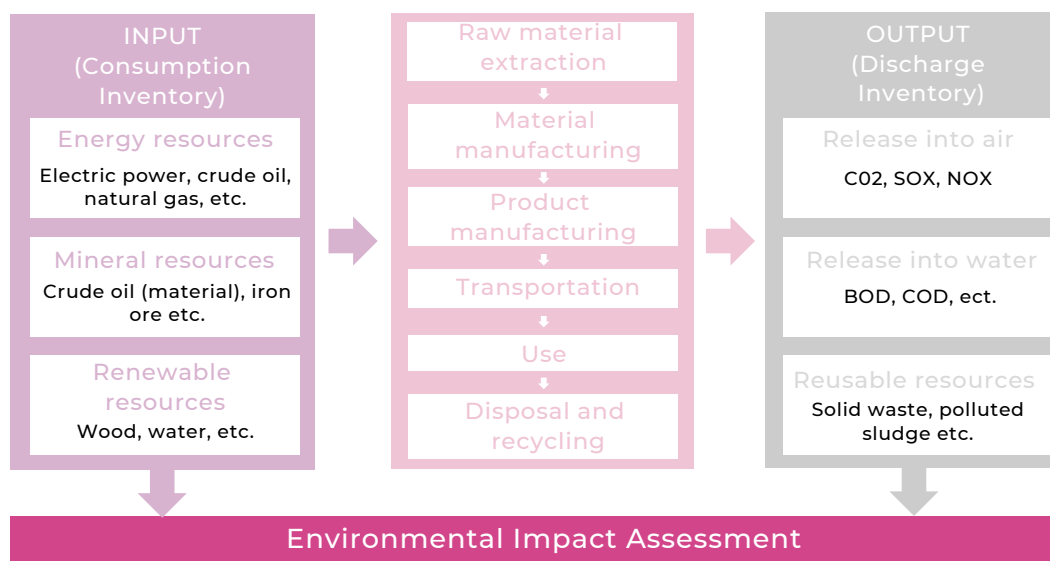 INPUT
(Consumption
Inventory)
Energy resources
Electric power, crude oil,
natural gas, etc.
Mineral resources
Crude oil (material), iron
ore etc.
Renewable
resources
Wood, water, etc.
Raw material
extraction
Material
manufacturing
Product
manufacturing
Transportation
Use
Disposal and
recycling
OUTPUT
(Discharge
Inventory)
Release into air
C02, SOX, NOX
Release into water
BOD, COD, ect.
Reusable resources
Solid waste, polluted
sludge etc.
Environmental Impact Assessment